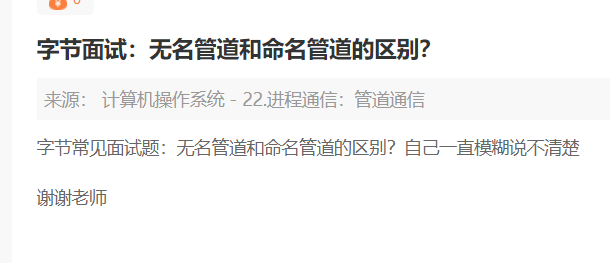 0
字节面试：无名管道和命名管道的区别？
来源： 计算机操作系统 - 22.进程通信：管道通信
字节常见面试题：无名管道和命名管道的区别？自己一直模糊说不清楚
谢谢老师